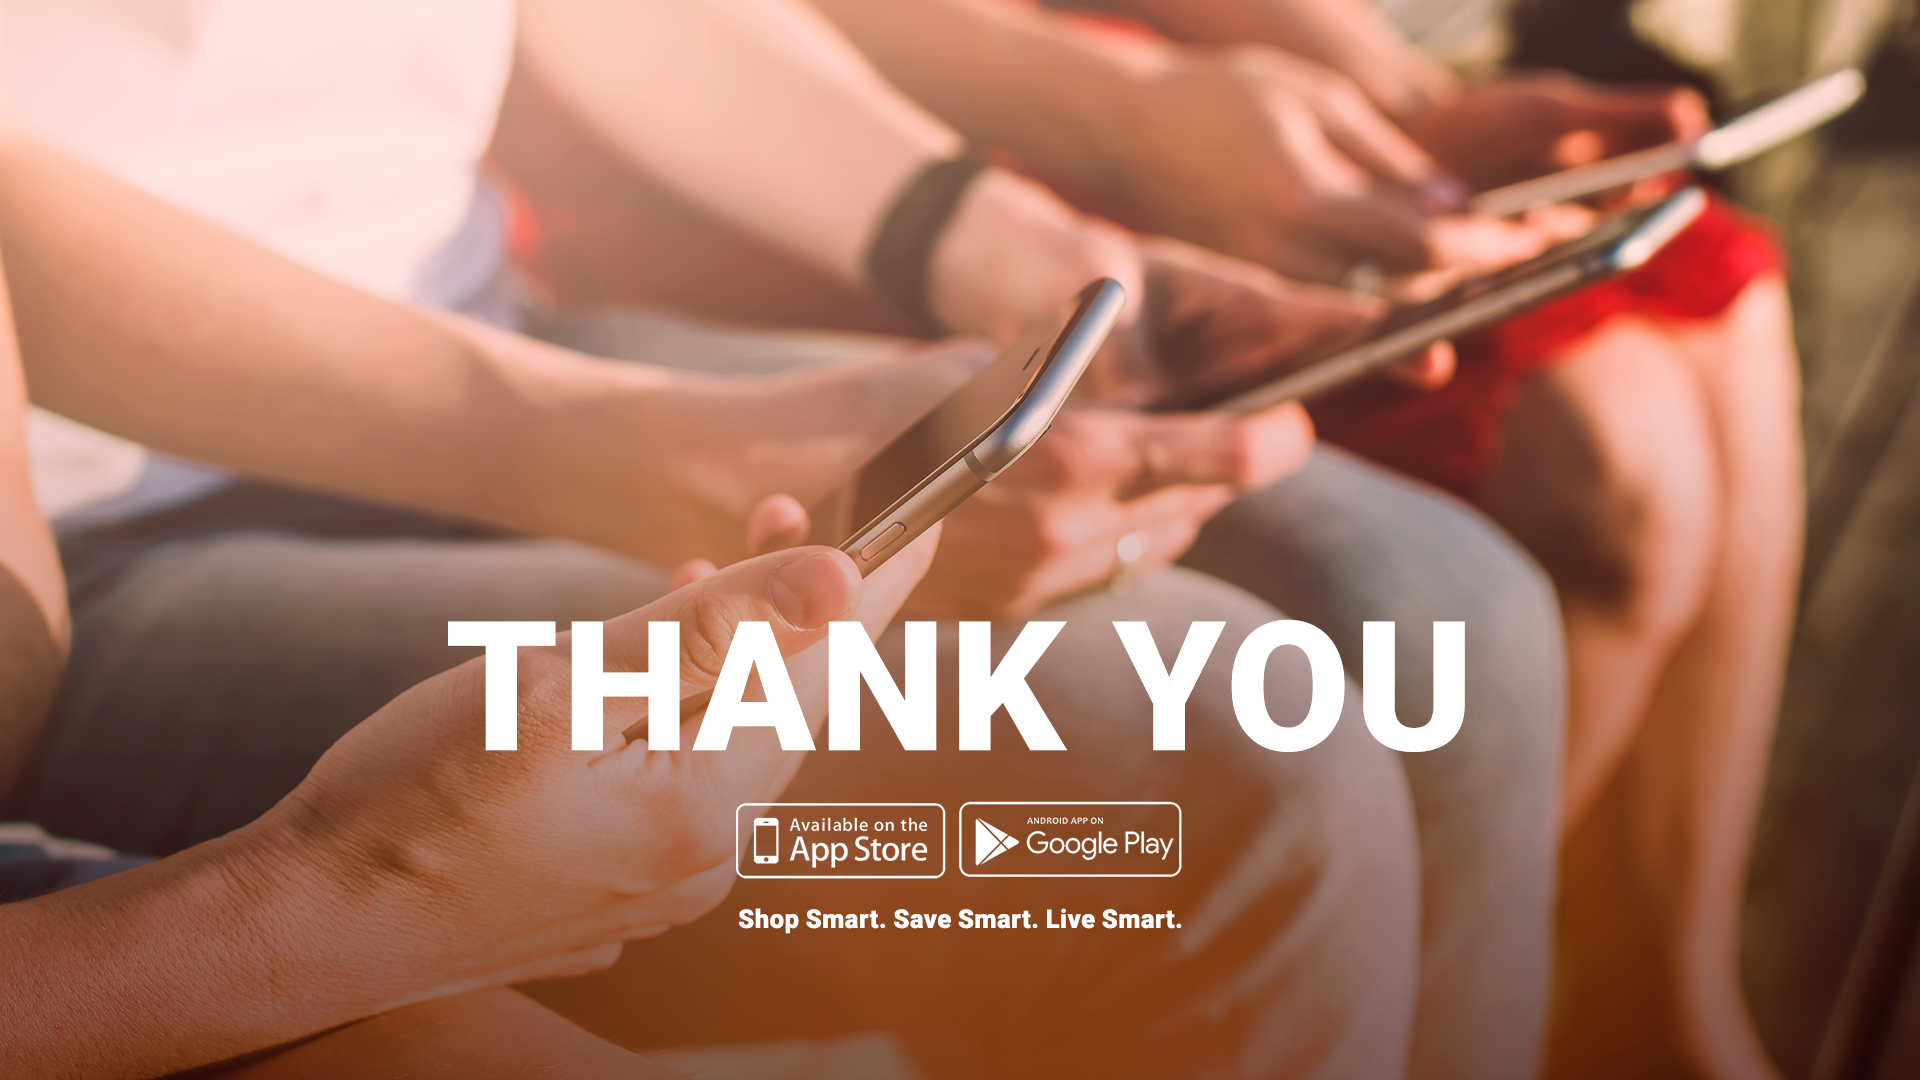 THANK YOU
Available on the
App Store
ANDROID APP ON
Google Play
Shop Smart. Save Smart. Live Smart.